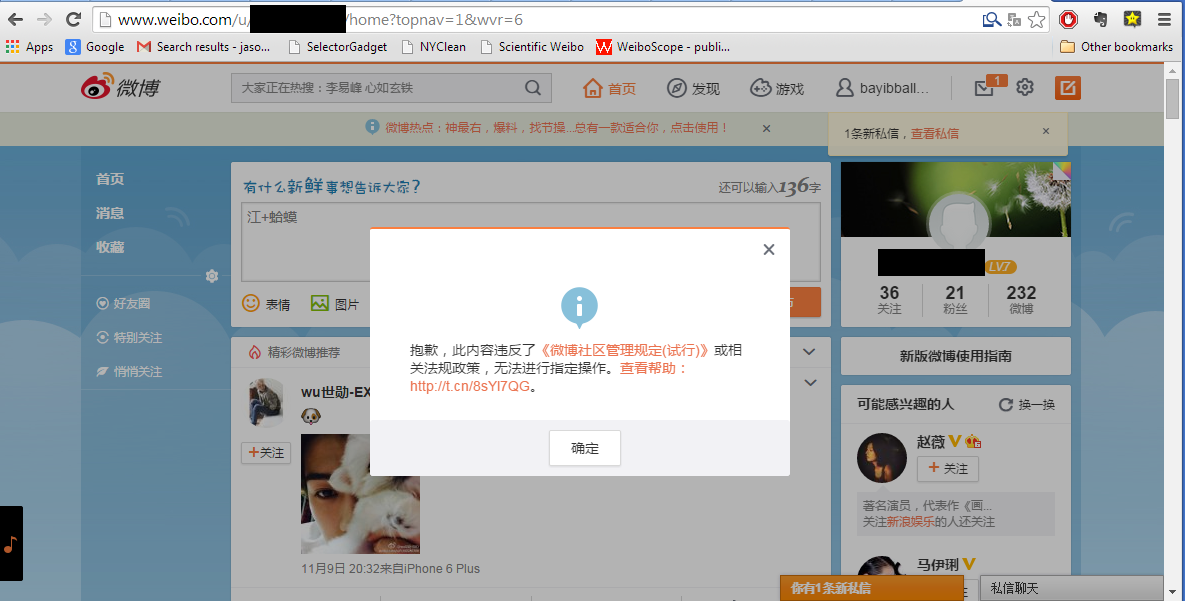 www.weibo.com/u/ /home?topnav=1&wvr=6
Apps Google Search results - jaso... SelectorGadget NYClean Scientific Weibo WeiboScope - publi... Other bookmarks
微博 大家正在热搜：李易峰 心如玄铁 首页 发现 游戏 bayibball... 1
微博热点：神最右，爆料，找节操...总有一款适合你，点击使用！ ×
1条新私信，查看私信 ×
首页
消息
收藏
好友圈
特别关注
悄悄关注
有什么新鲜事想告诉大家?
还可以输入136字
江+蛤蟆
表情 图片
抱歉，此内容违反了《微博社区管理规定(试行)》或相
关法规政策，无法进行指定操作。查看帮助：
http://t.cn/8sYl7QG。
确定
精彩微博推荐
wu世勋-EX
+关注
11月9日 20:32来自iPhone 6 Plus
LV7
36 21 232
关注 粉丝 微博
新版微博使用指南
可能感兴趣的人 换一换
赵薇
+ 关注
著名演员，代表作《画...
关注新浪娱乐的人还关注
马伊琍
你有1条新私信
私信聊天